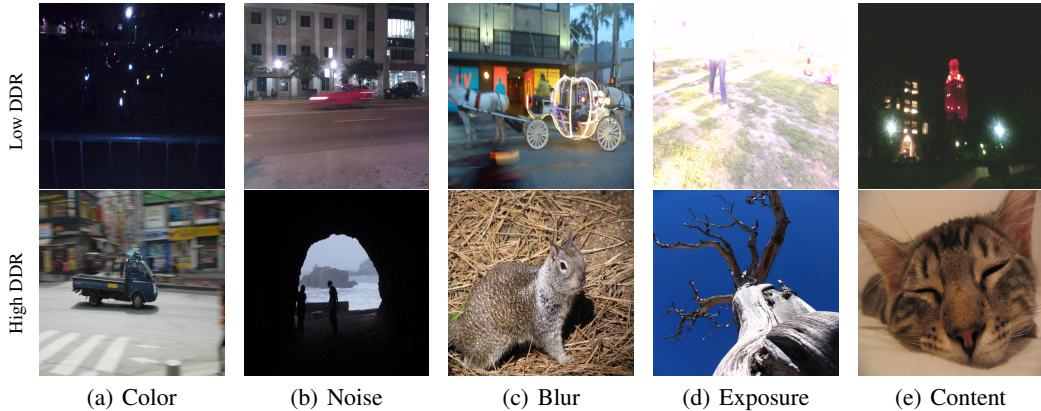 Low DDR
High DDR
(a) Color
(b) Noise
(c) Blur
(d) Exposure
(e) Content